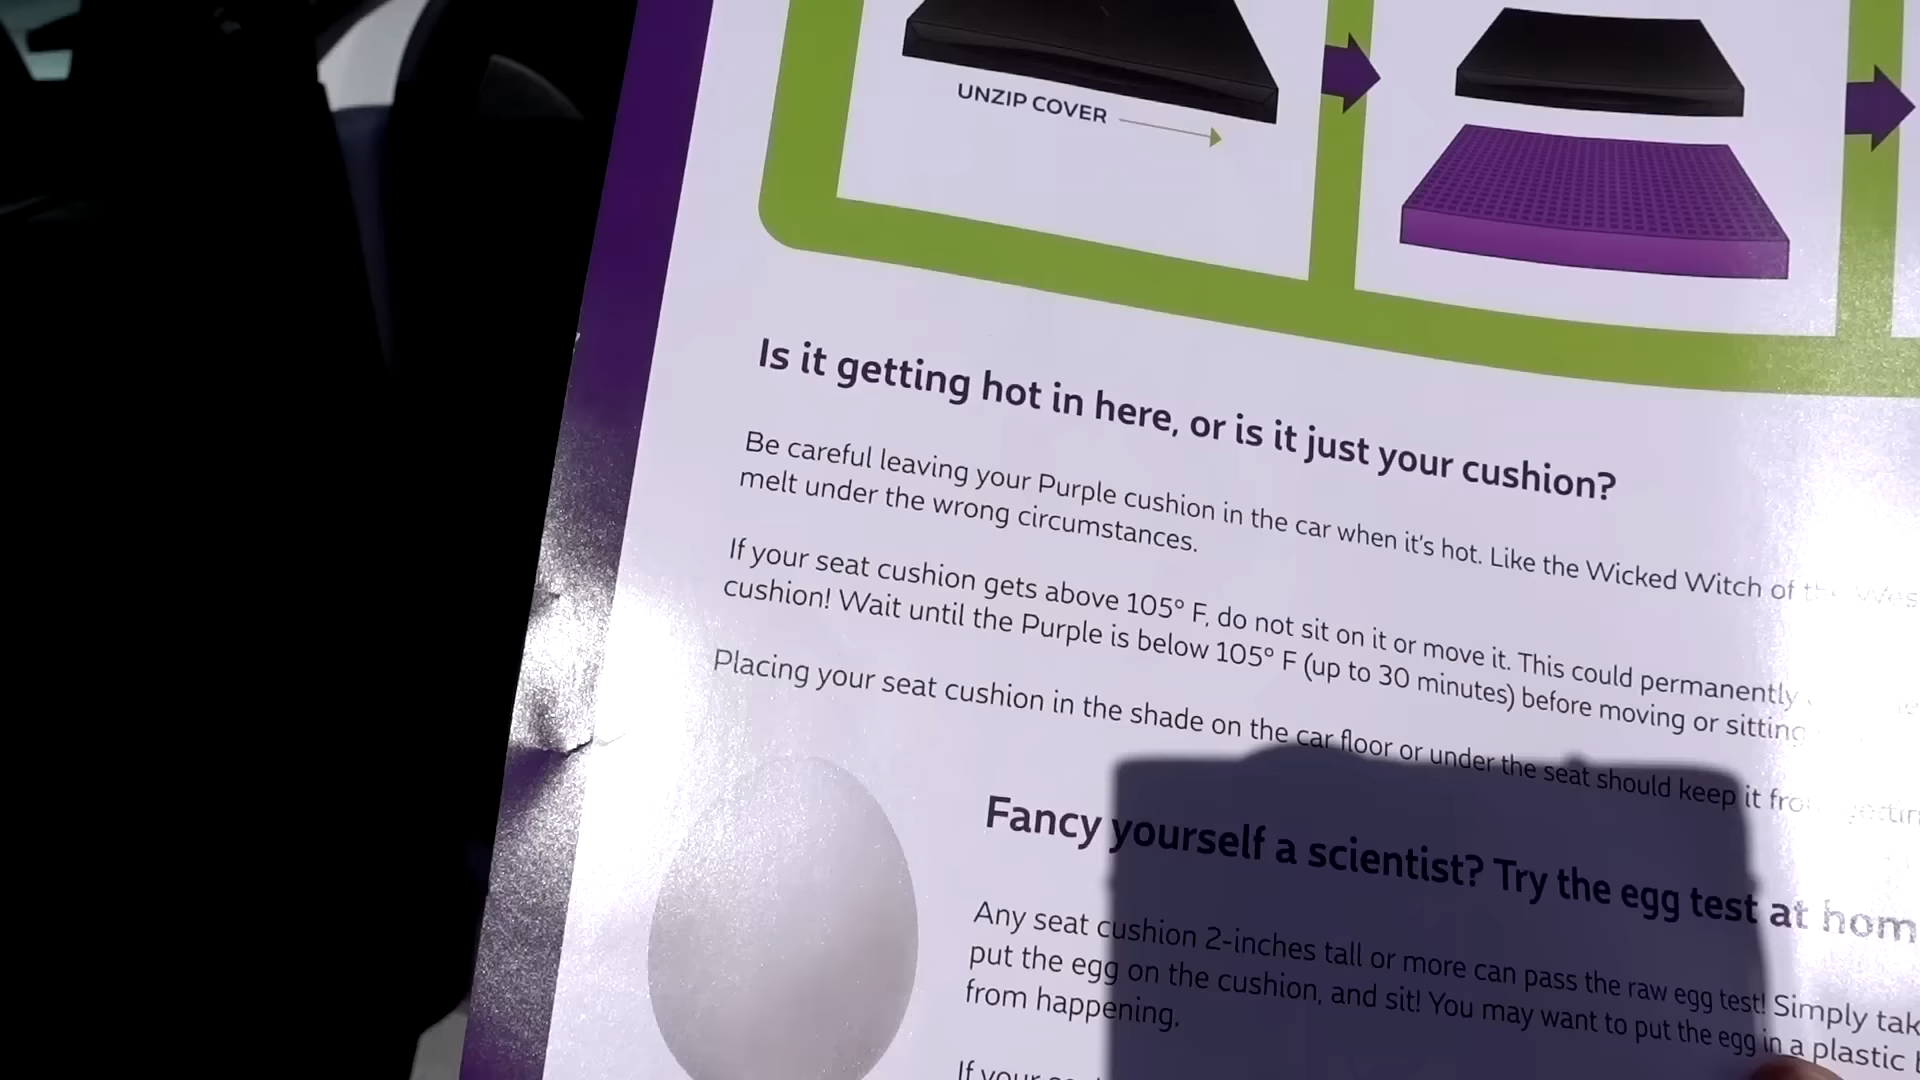 UNZIP COVER
Is it getting hot in here, or is it just your cushion?
Be careful leaving your Purple cushion in the car when it's hot. Like the Wicked Witch of
melt under the wrong circumstances.
If your seat cushion gets above 105° F, do not sit on it or move it. This could permanently
cushion! Wait until the Purple is below 105° F (up to 30 minutes) before moving or sitting
Placing your seat cushion in the shade on the car floor or under the seat should keep it
Fancy yourself a scientist? Try the egg test at
Any seat cushion 2-inches tall or more can pass the raw egg test! Simply
put the egg on the cushion, and sit! You may want to put the egg in a plastic
from happening.
If your